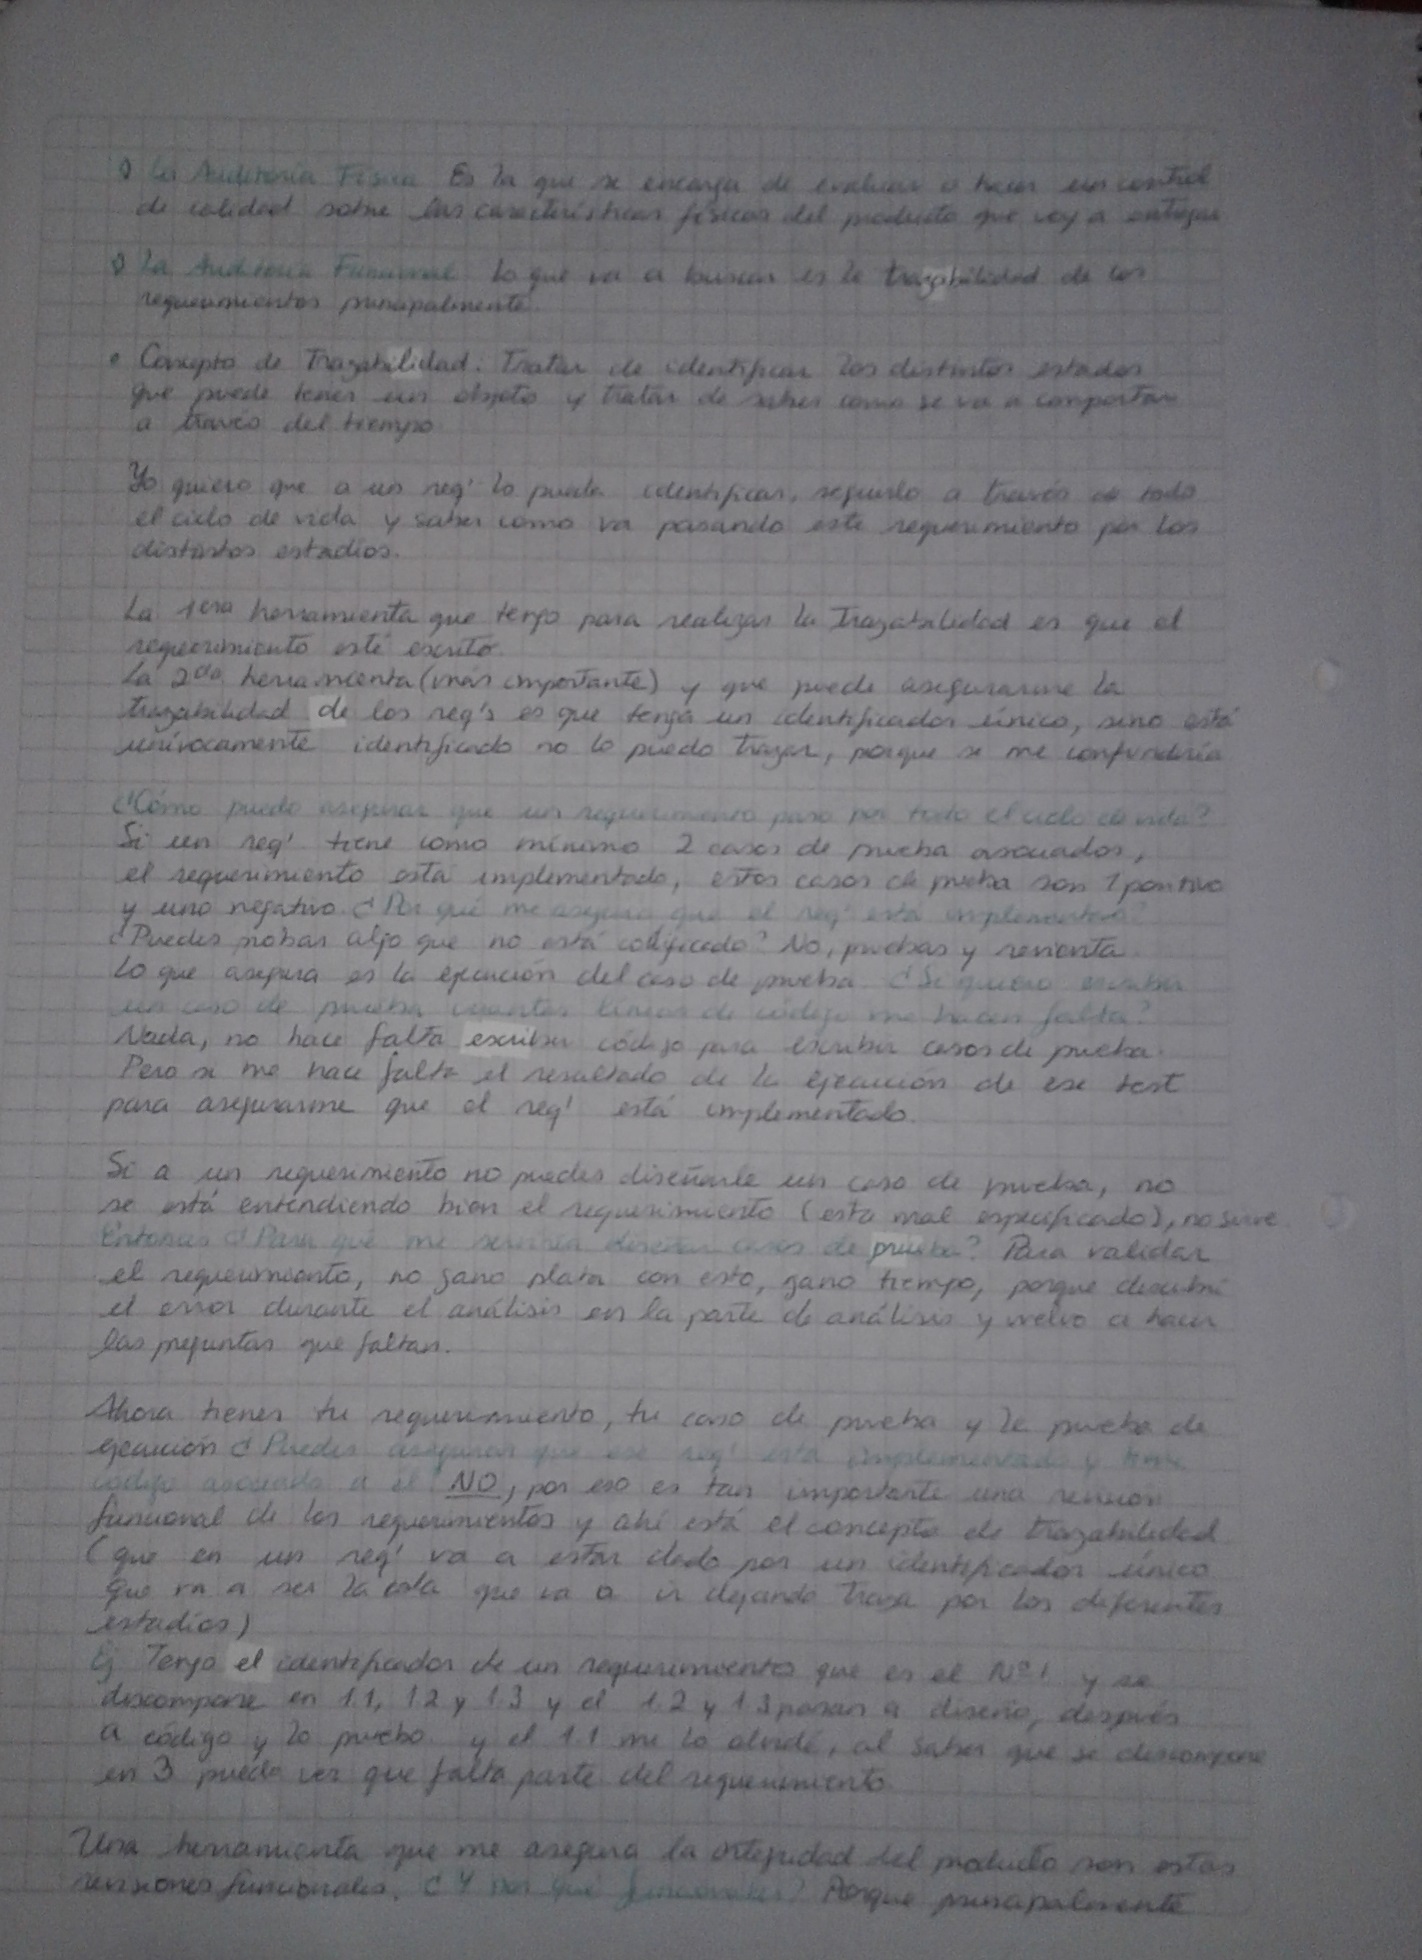 La Auditoría Física Es la que se encarga de evaluar o hacer un control
de calidad sobre las características físicas del producto que voy a entregar
La Auditoría Funcional lo que va a buscar es la trazabilidad de los
requerimientos principalmente.
• Concepto de Trazabilidad: Tratar de identificar los distintos estados
que puede tener un objeto y tratar de saber como se va a comportar
a través del tiempo
Yo quiero que a un req' lo pueda identificar, seguirlo a través de todo
el ciclo de vida y saber como va pasando este requerimiento por los
distintos estadíos.
La 1era herramienta que tengo para realizar la Trazabilidad es que el
requerimiento esté escrito.
La 2da herramienta (más importante) y que puede asegurarme la
trazabilidad de los req's es que tenga un identificador único, sino está
unívocamente identificado no lo puedo trazar, porque se me confundiría
¿Cómo puedo asegurar que un requerimiento paso por todo el ciclo de vida?
Si un req' tiene como mínimo 2 casos de prueba asociados,
el requerimiento está implementado, estos casos de prueba son 1 positivo
y uno negativo. ¿Por qué me asegura que el req' está implementado?
¿Puedes probar algo que no está codificado? No, pruebas y revienta.
Lo que asegura es la ejecución del caso de prueba. ¿Si quiero escribir
un caso de prueba cuantas líneas de código me hacen falta?
Nada, no hace falta escribir código para escribir casos de prueba.
Pero si me hace falta el resultado de la ejecución de ese test
para asegurarme que el req' está implementado.
Si a un requerimiento no puedes diseñarle un caso de prueba, no
se está entendiendo bien el requerimiento (esta mal especificado), no sirve
Entonces ¿Para qué me serviría diseñar casos de prueba? Para validar
el requerimiento, no gano plata con esto, gano tiempo, porque descubrí
el error durante el análisis en la parte de análisis y vuelvo a hacer
las preguntas que faltan.
Ahora tienes tu requerimiento, tu caso de prueba y la prueba de
ejecución ¿Puedes asegurar que ese req' está implementado y tiene
código asociado a él NO, por eso es tan importante una revisión
funcional de los requerimientos y ahí está el concepto de trazabilidad
(que en un req' va a estar dado por un identificador único
que va a ser la cola que va a ir dejando traza por los diferentes
estadíos)
Ej Tengo el identificador de un requerimiento que es el Nº 1 y se
descompone en 1.1, 1.2 y 1.3 y el 1.2 y 1.3 pasan a diseño, después
a código y lo pruebo y el 1.1 me lo olvidé, al saber que se descompone
en 3 puedo ver que falta parte del requerimiento
Una herramienta que me asegura la integridad del producto son estas
revisiones funcionales. ¿Y por qué funcionales? Porque principalmente